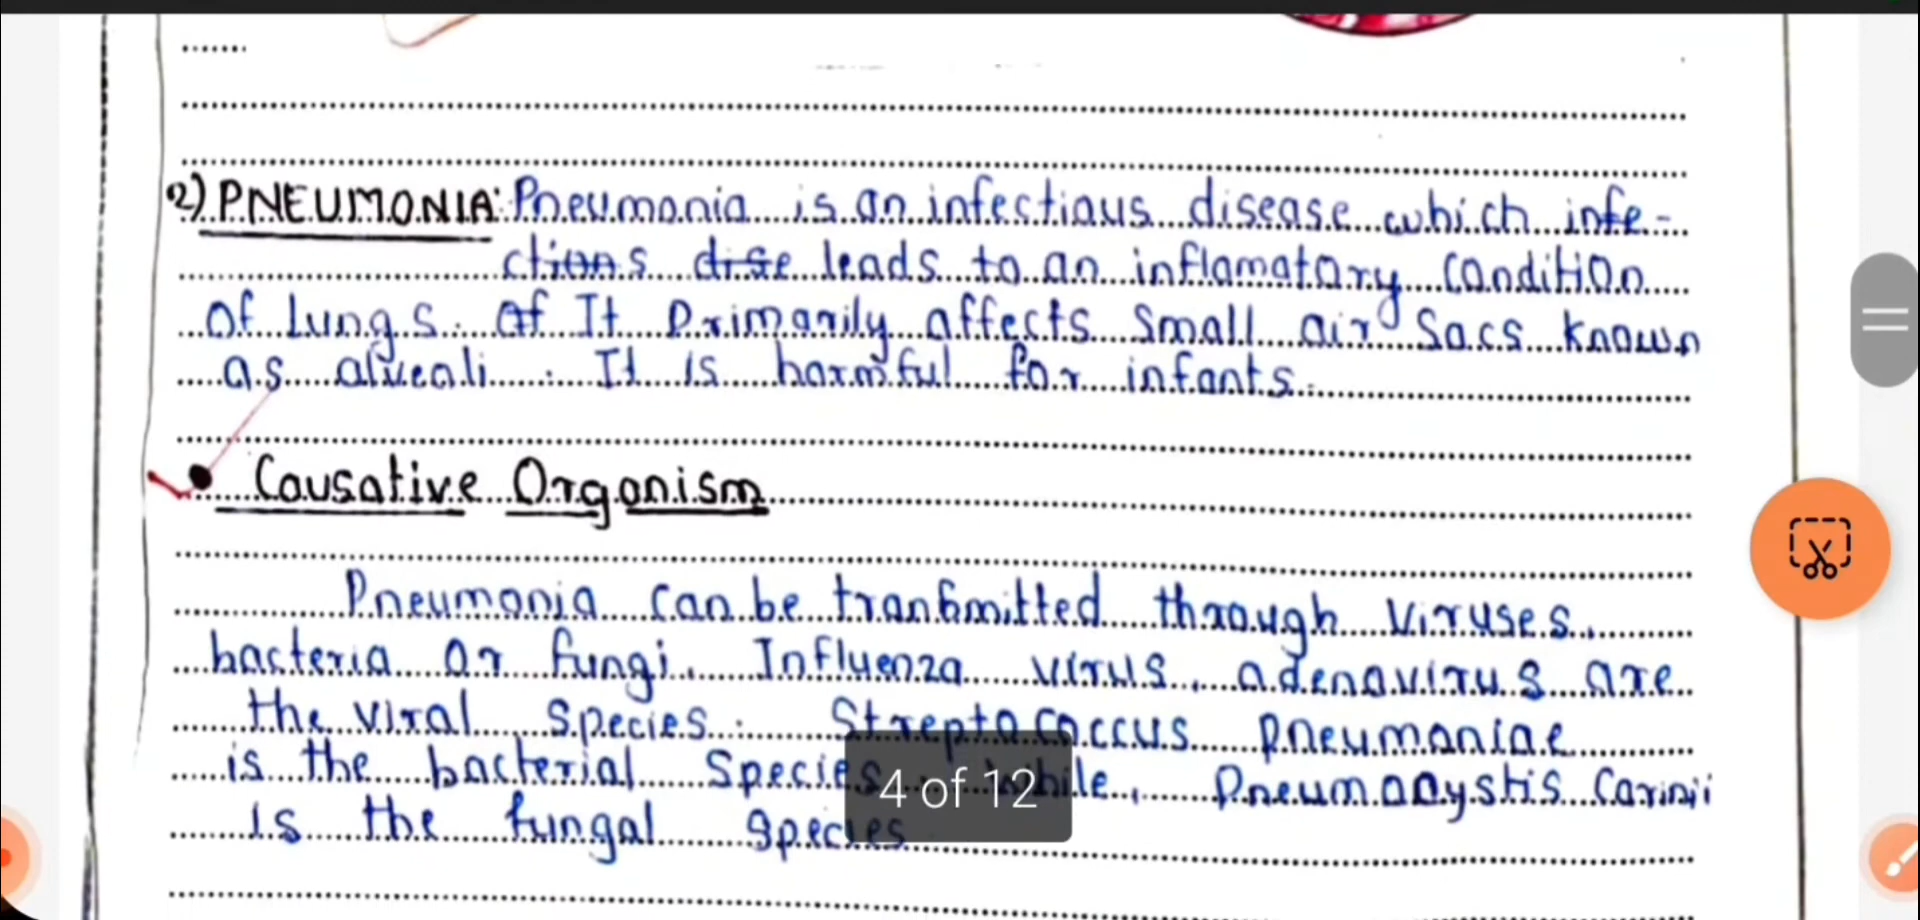 2) PNEUMONIA: Pneumonia is an infectious disease which infe-
ctions dise leads to an inflamatory condition
of Lungs. Of It Primarily affects small air Sacs known
as alveoli. It is harmful for infants.
Causative Organism
Pneumonia can be transmitted through Viruses,
bacteria or fungi. Influenza virus, adenovirus are
the viral species. Streptococcus pneumoniae
is the bacterial species. While, Pneumocystis Carinii
is the fungal species
4 of 12